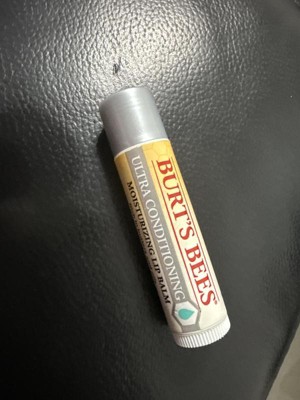 BURT'S BEES
ULTRA CONDITIONING
MOISTURIZING LIP BALM